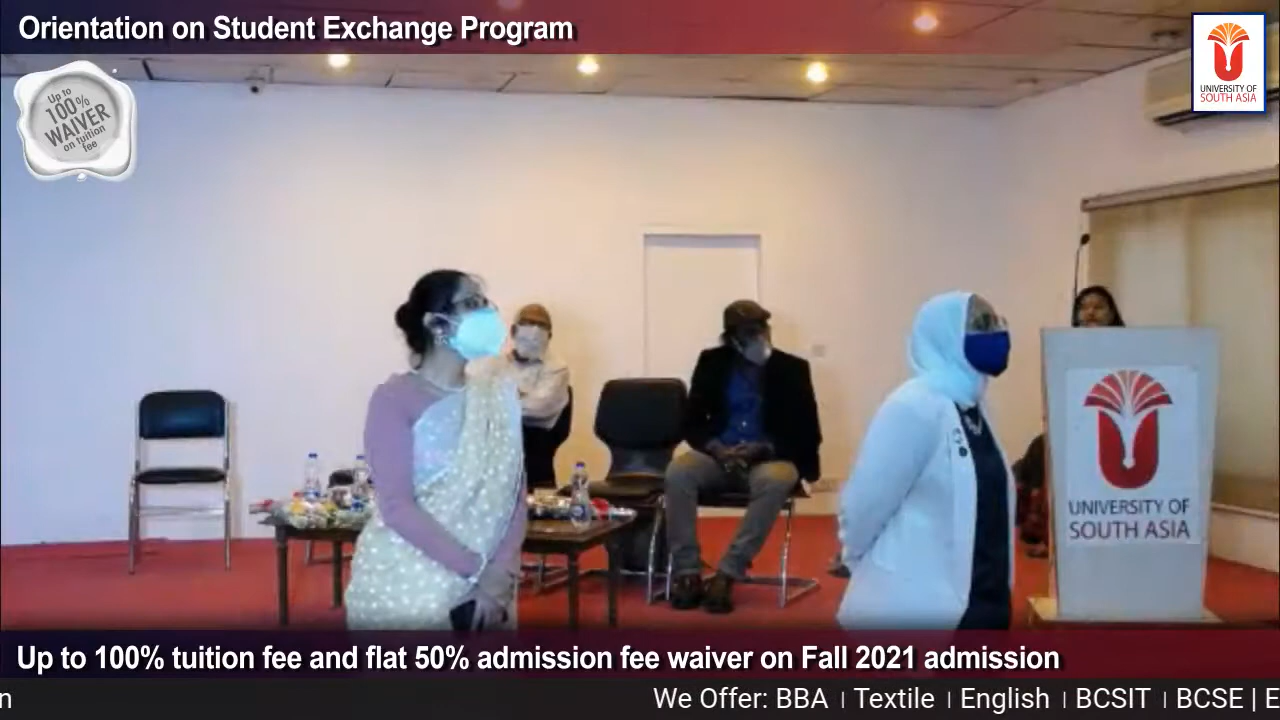 Orientation on Student Exchange Program
UNIVERSITY OF
SOUTH ASIA
Up to
100%
WAIVER
on tuition
fee
UNIVERSITY OF
SOUTH ASIA
Up to 100% tuition fee and flat 50% admission fee waiver on Fall 2021 admission
n
We Offer: BBA | Textile | English | BCSIT | BCSE | E